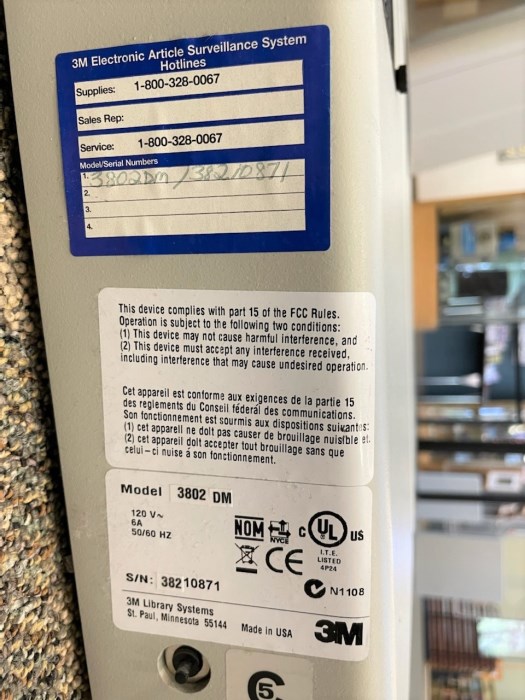 3M Electronic Article Surveillance System
Hotlines
Supplies: 1-800-328-0067
Sales Rep:
Service: 1-800-328-0067
Model/Serial Numbers
1. 3802DM / 38210871
2.
3.
4.
This device complies with part 15 of the FCC Rules.
Operation is subject to the following two conditions:
(1) This device may not cause harmful interference, and
(2) This device must accept any interference received,
including interference that may cause undesired operation.
Cet appareil est conforme aux exigences de la partie 15
des reglements du Conseil féderal des communications.
Son fonctionnement est sourmis aux dispositions suivantes:
(1) cet appareil ne doit pas causer de brouillage nuisible et.
(2) cet apareil doit accepter tout brouillage sans que
celui-ci nuise á son fonctionnement.
Model 3802 DM
120 V~
6A
50/60 HZ
NOM NYCE C UL US
I.T.E.
LISTED
4P24
CE
N1108
S/N: 38210871
3M Library Systems
St. Paul, Minnesota 55144
Made in USA 3M
5.